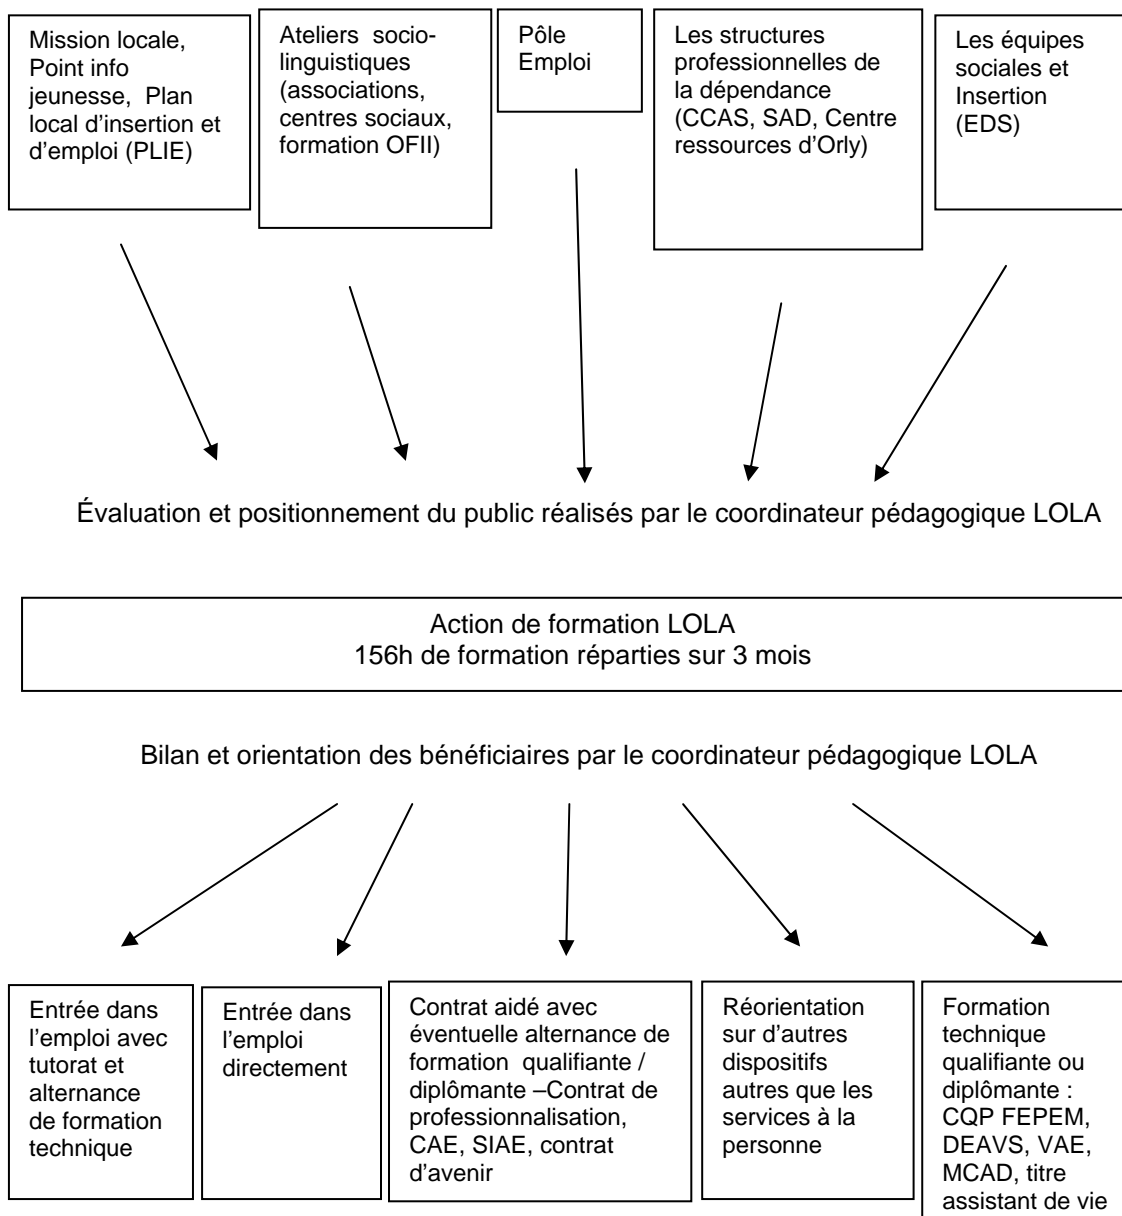 Mission locale,
Point info
jeunesse, Plan
local d'insertion et
d'emploi (PLIE)
Ateliers socio-
linguistiques
(associations,
centres sociaux,
formation OFII)
Pôle
Emploi
Les structures
professionnelles de
la dépendance
(CCAS, SAD, Centre
ressources d'Orly)
Les équipes
sociales et
Insertion
(EDS)
Évaluation et positionnement du public réalisés par le coordinateur pédagogique LOLA
Action de formation LOLA
156h de formation réparties sur 3 mois
Bilan et orientation des bénéficiaires par le coordinateur pédagogique LOLA
Entrée dans
l'emploi avec
tutorat et
alternance
de formation
technique
Entrée dans
l'emploi
directement
Contrat aidé avec
éventuelle alternance de
formation qualifiante /
diplômante –Contrat de
professionnalisation,
CAE, SIAE, contrat
d'avenir
Réorientation
sur d'autres
dispositifs
autres que les
services à la
personne
Formation
technique
qualifiante ou
diplômante :
CQP FEPEM,
DEAVS, VAE,
MCAD, titre
assistant de vie